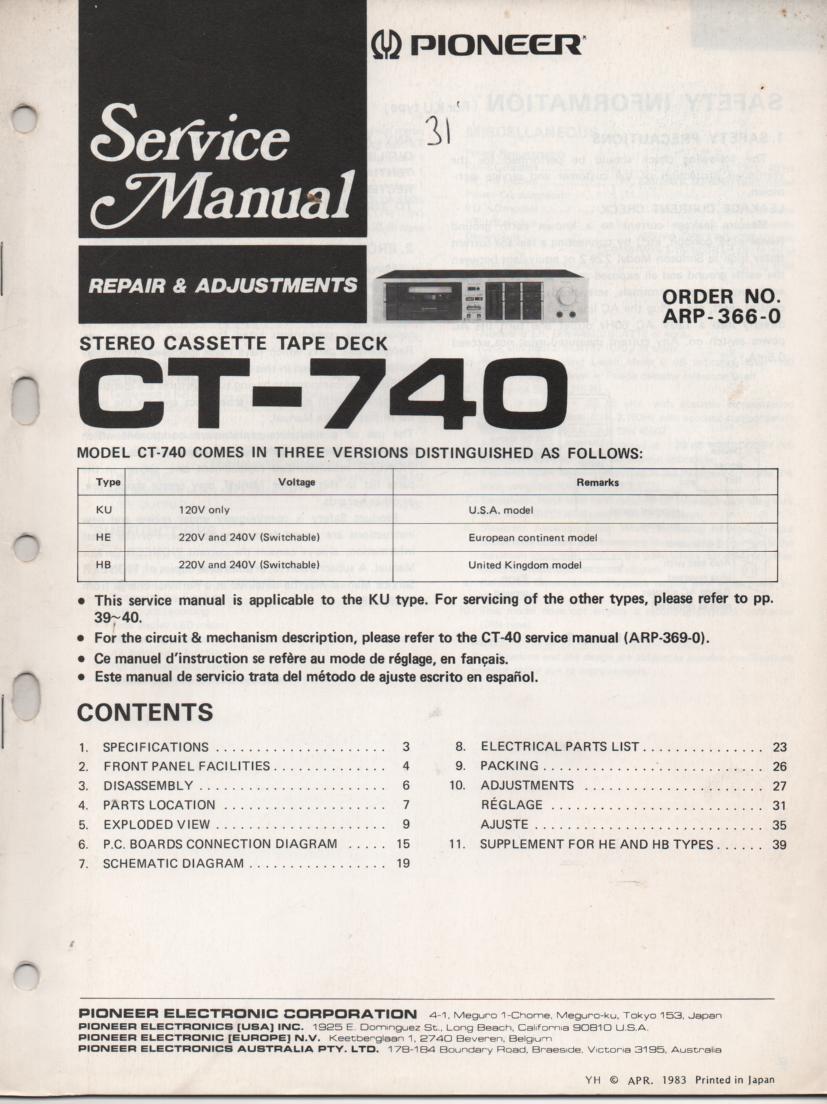 PIONEER
31
Service
Manual
REPAIR & ADJUSTMENTS
ORDER NO.
ARP-366-0
STEREO CASSETTE TAPE DECK
CT-740
MODEL CT-740 COMES IN THREE VERSIONS DISTINGUISHED AS FOLLOWS:
Type Voltage Remarks
KU 120V only U.S.A. model
HE 220V and 240V (Switchable) European continent model
HB 220V and 240V (Switchable) United Kingdom model
● This service manual is applicable to the KU type. For servicing of the other types, please refer to pp.
39~40.
● For the circuit & mechanism description, please refer to the CT-40 service manual (ARP-369-0).
● Ce manuel d'instruction se refère au mode de réglage, en fançais.
● Este manual de servicio trata del método de ajuste escrito en español.
CONTENTS
1. SPECIFICATIONS . . . . . . . . . . . . . . . . . . . . . 3
2. FRONT PANEL FACILITIES . . . . . . . . . . . . . . 4
3. DISASSEMBLY . . . . . . . . . . . . . . . . . . . . . . . 6
4. PARTS LOCATION . . . . . . . . . . . . . . . . . . . . 7
5. EXPLODED VIEW . . . . . . . . . . . . . . . . . . . . . 9
6. P.C. BOARDS CONNECTION DIAGRAM . . . . . 15
7. SCHEMATIC DIAGRAM . . . . . . . . . . . . . . . . . 19
8. ELECTRICAL PARTS LIST . . . . . . . . . . . . . . . 23
9. PACKING . . . . . . . . . . . . . . . . . . . . . . . . . . . 26
10. ADJUSTMENTS . . . . . . . . . . . . . . . . . . . . . . 27
RÉGLAGE . . . . . . . . . . . . . . . . . . . . . . . . . . 31
AJUSTE . . . . . . . . . . . . . . . . . . . . . . . . . . . . 35
11. SUPPLEMENT FOR HE AND HB TYPES . . . . . . 39
PIONEER ELECTRONIC CORPORATION 4-1, Meguro 1-Chome, Meguro-ku, Tokyo 153, Japan
PIONEER ELECTRONICS [USA] INC. 1925 E. Dominguez St., Long Beach, California 90810 U.S.A.
PIONEER ELECTRONIC [EUROPE] N.V. Keetberglaan 1, 2740 Beveren, Belgium
PIONEER ELECTRONICS AUSTRALIA PTY. LTD. 178-184 Boundary Road, Braeside, Victoria 3195, Australia
YH © APR. 1983 Printed in Japan